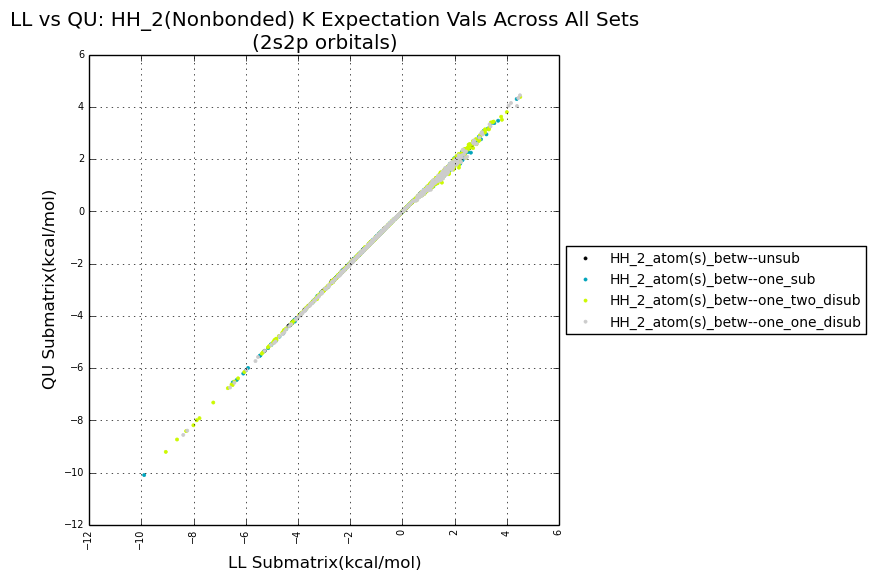 LL vs QU: HH_2(Nonbonded) K Expectation Vals Across All Sets
(2s2p orbitals)
6
4
2
0
−2
−4
−6
−8
−10
−12
QU Submatrix(kcal/mol)
−12
−10
−8
−6
−4
−2
0
2
4
6
LL Submatrix(kcal/mol)
HH_2_atom(s)_betw--unsub
HH_2_atom(s)_betw--one_sub
HH_2_atom(s)_betw--one_two_disub
HH_2_atom(s)_betw--one_one_disub